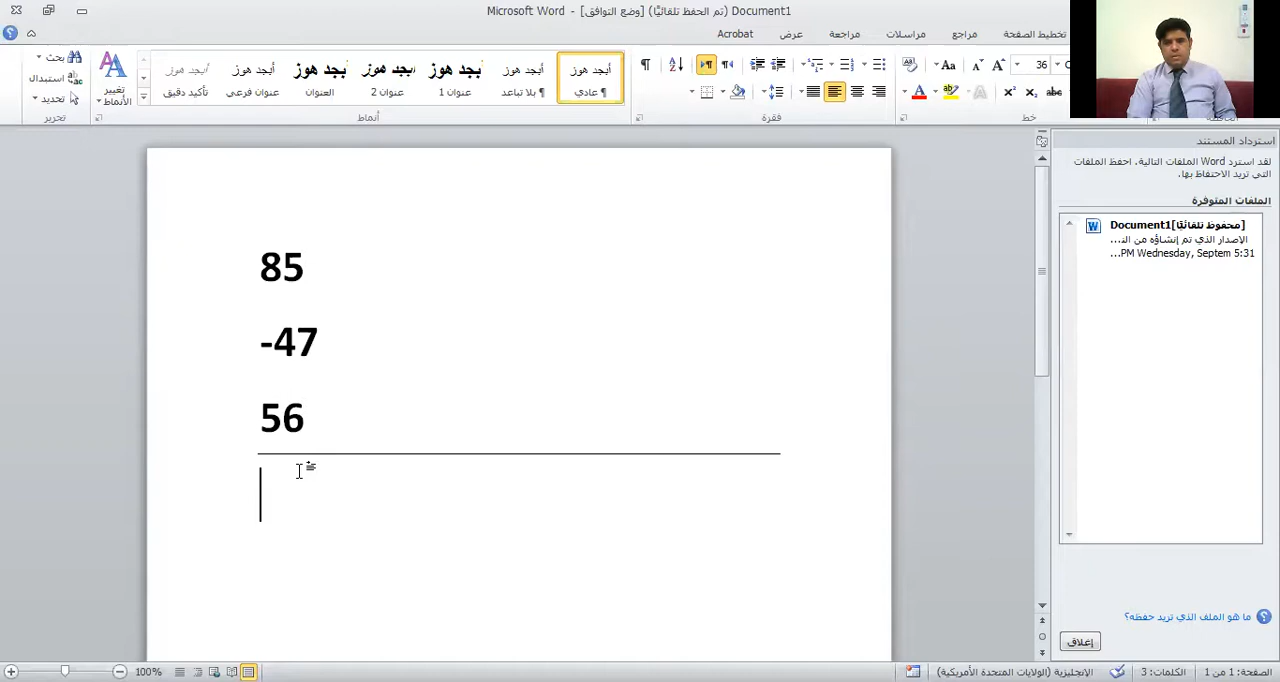 Document1 (تم الحفظ تلقائيًا) [وضع التوافق] - Microsoft Word
تخطيط الصفحة
مراجع
مراسلات
مراجعة
عرض
Acrobat
36
Aa
abc
خط
فقرة
أبجد هوز
¶ عادي
أبجد هوز
¶ بلا تباعد
أبجد هوز
عنوان 1
أبجد هوز
عنوان 2
أبجد هوز
العنوان
أبجد هوز
عنوان فرعي
أبجد هوز
تأكيد دقيق
أنماط
تغيير
الأنماط
بحث
استبدال
تحديد
تحرير
استرداد المستند
لقد استرد Word الملفات التالية. احفظ الملفات
التي تريد الاحتفاظ بها.
الملفات المتوفرة
Document1[محفوظ تلقائيًا]
الإصدار الذي تم إنشاؤه من الن...
5:31 PM Wednesday, Septem...
ما هو الملف الذي تريد حفظه؟
إغلاق
85
-47
56
الصفحة: 1 من 1
الكلمات: 3
الإنجليزية (الولايات المتحدة الأمريكية)
100%